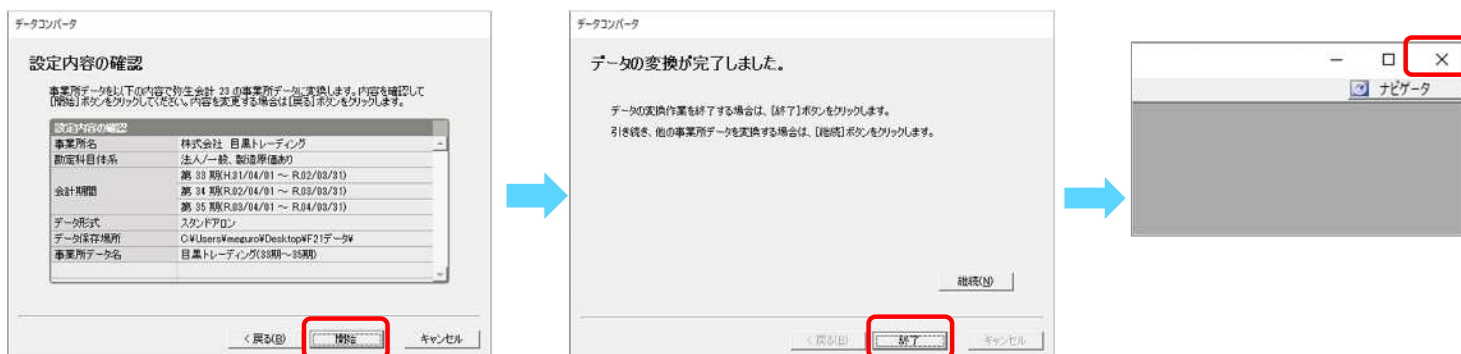 データコンバータ
設定内容の確認
事業所データを以下の内容で弥生会計 23 の事業所データに変換します。内容を確認して
[開始]ボタンをクリックしてください。内容を変更する場合は[戻る]ボタンをクリックします。
設定内容の確認
事業所名 株式会社 目黒トレーディング
勘定科目体系 法人/一般、製造原価あり
会計期間 第 33 期(H.31/04/01 ～ R.02/03/31)
第 34 期(R.02/04/01 ～ R.03/03/31)
第 35 期(R.03/04/01 ～ R.04/03/31)
データ形式 スタンドアロン
データ保存場所 C:¥Users¥meguro¥Desktop¥F21データ¥
事業所データ名 目黒トレーディング(33期～35期)
< 戻る(B) 開始 キャンセル
データコンバータ
データの変換が完了しました。
データの変換作業を終了する場合は、[終了]ボタンをクリックします。
引き続き、他の事業所データを変換する場合は、[継続]ボタンをクリックします。
継続(N)
< 戻る(B) 終了 キャンセル
ナビゲータ